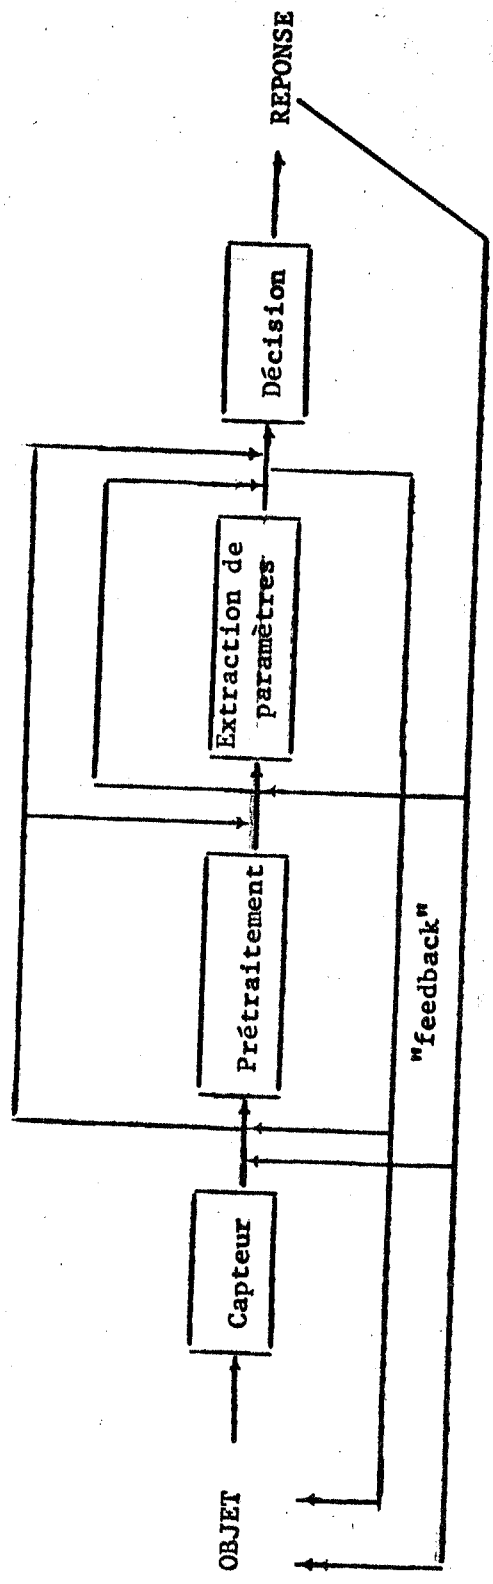 OBJET
Capteur
Prétraitement
Extraction de
paramètres
Décision
REPONSE
"feedback"